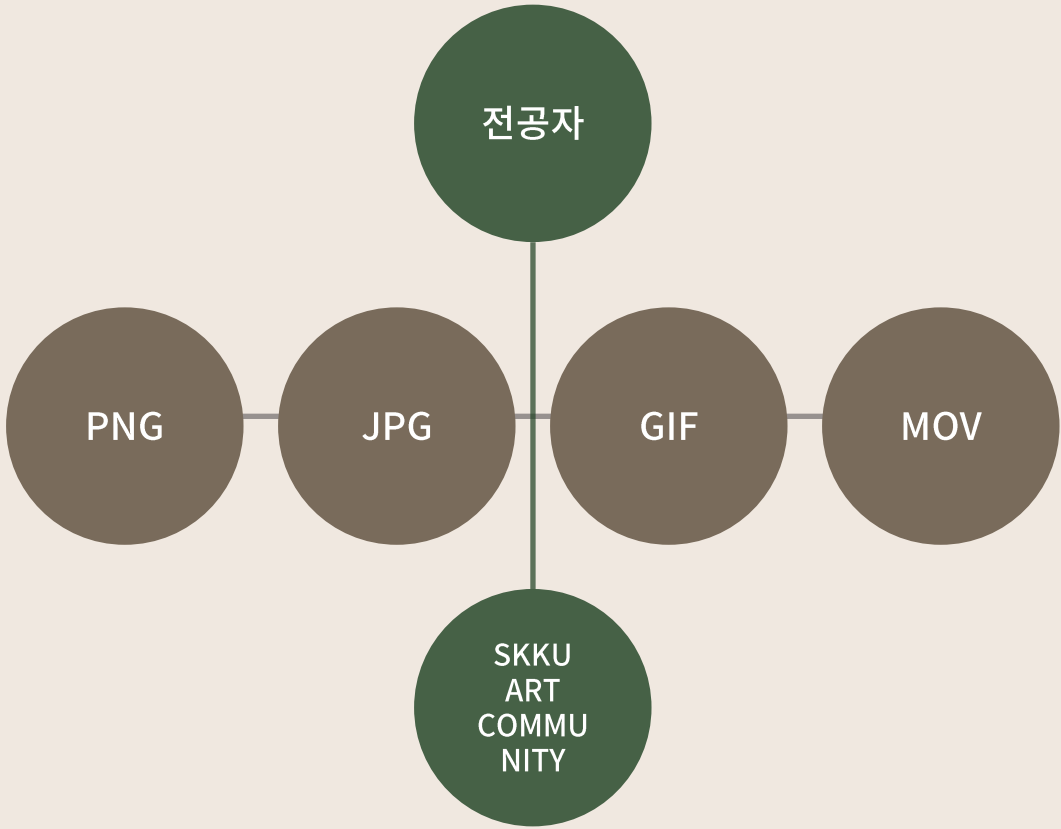 전공자
PNG
JPG
GIF
MOV
SKKU
ART
COMMU
NITY